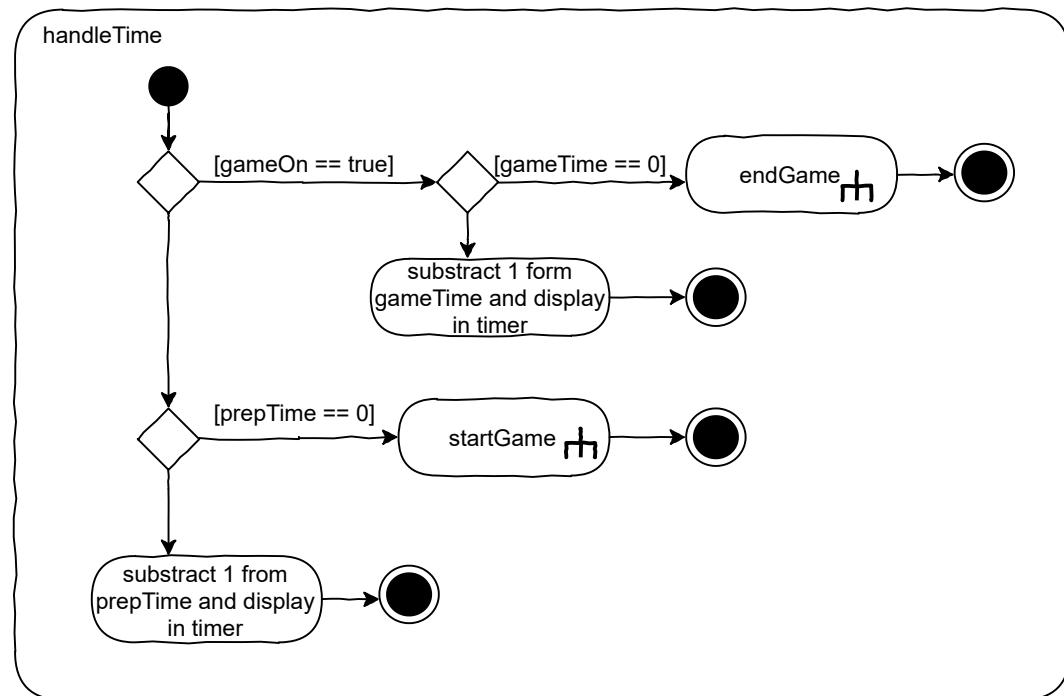 handleTime
[gameOn == true]
[gameTime == 0]
endGame
substract 1 form
gameTime and display
in timer
[prepTime == 0]
startGame
substract 1 from
prepTime and display
in timer